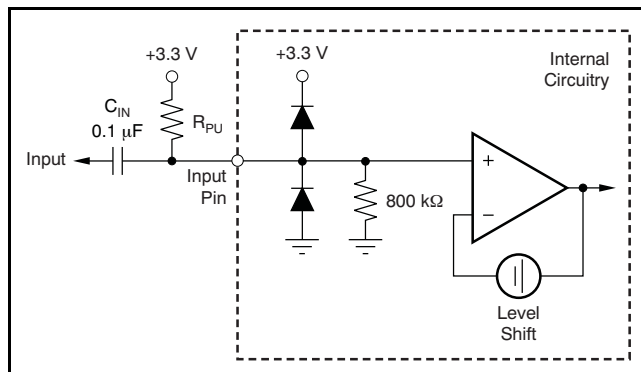 +3.3 V
+3.3 V
Internal
Circuitry
C_IN
0.1 µF
R_PU
Input
Input
Pin
800 kΩ
+
−
Level
Shift